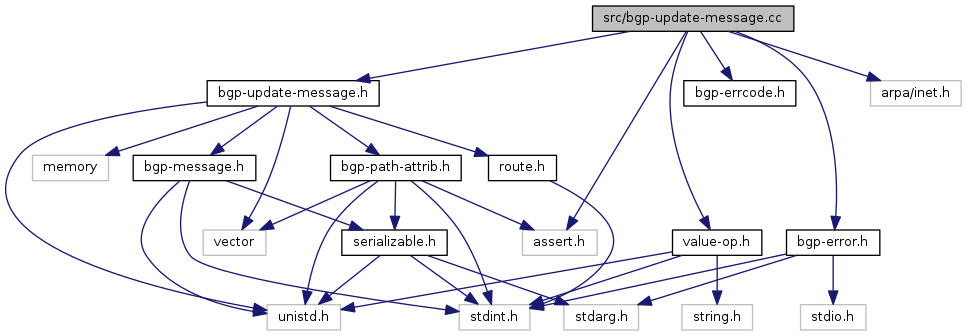 src/bgp-update-message.cc
bgp-update-message.h
bgp-errcode.h
arpa/inet.h
memory
bgp-message.h
bgp-path-attrib.h
route.h
vector
serializable.h
assert.h
value-op.h
bgp-error.h
unistd.h
stdint.h
stdarg.h
string.h
stdio.h